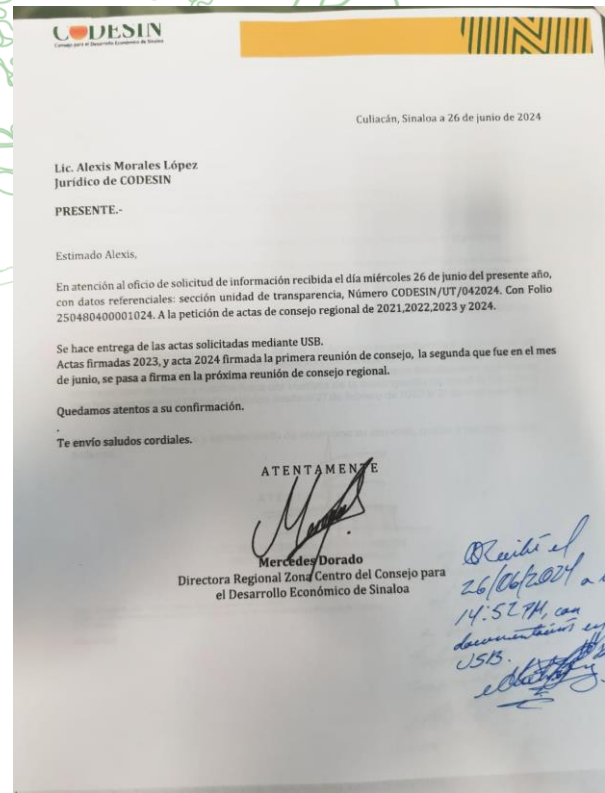 CODESIN
Consejo para el Desarrollo Económico de Sinaloa
Culiacán, Sinaloa a 26 de junio de 2024
Lic. Alexis Morales López
Jurídico de CODESIN
PRESENTE.-
Estimado Alexis,
En atención al oficio de solicitud de información recibida el día miércoles 26 de junio del presente año,
con datos referenciales: sección unidad de transparencia, Número CODESIN/UT/042024. Con Folio
250480400001024. A la petición de actas de consejo regional de 2021,2022,2023 y 2024.
Se hace entrega de las actas solicitadas mediante USB.
Actas firmadas 2023, y acta 2024 firmada la primera reunión de consejo, la segunda que fue en el mes
de junio, se pasa a firma en la próxima reunión de consejo regional.
Quedamos atentos a su confirmación.
.
Te envío saludos cordiales.
ATENTAMENTE
Mercedes Dorado
Directora Regional Zona Centro del Consejo para
el Desarrollo Económico de Sinaloa
Recibí el
26/06/2024 a
14:52 PM, con
documentación en
USB.